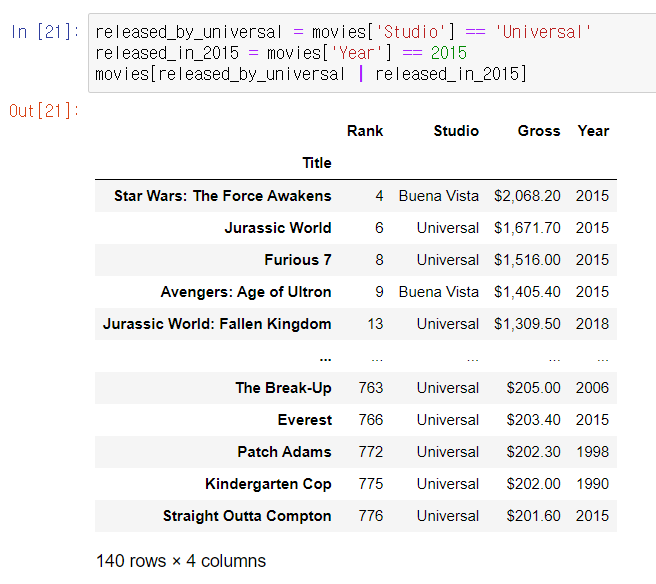 In [21]: released_by_universal = movies['Studio'] == 'Universal'
released_in_2015 = movies['Year'] == 2015
movies[released_by_universal | released_in_2015]
Out[21]:
Rank Studio Gross Year
Title
Star Wars: The Force Awakens 4 Buena Vista $2,068.20 2015
Jurassic World 6 Universal $1,671.70 2015
Furious 7 8 Universal $1,516.00 2015
Avengers: Age of Ultron 9 Buena Vista $1,405.40 2015
Jurassic World: Fallen Kingdom 13 Universal $1,309.50 2018
... ... ... ... ...
The Break-Up 763 Universal $205.00 2006
Everest 766 Universal $203.40 2015
Patch Adams 772 Universal $202.30 1998
Kindergarten Cop 775 Universal $202.00 1990
Straight Outta Compton 776 Universal $201.60 2015
140 rows × 4 columns